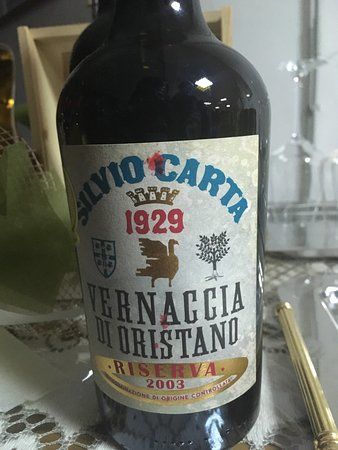 SILVIO CARTA
1929
VERNACCIA
DI ORISTANO
RISERVA
2003
DENOMINAZIONE DI ORIGINE CONTROLLATA